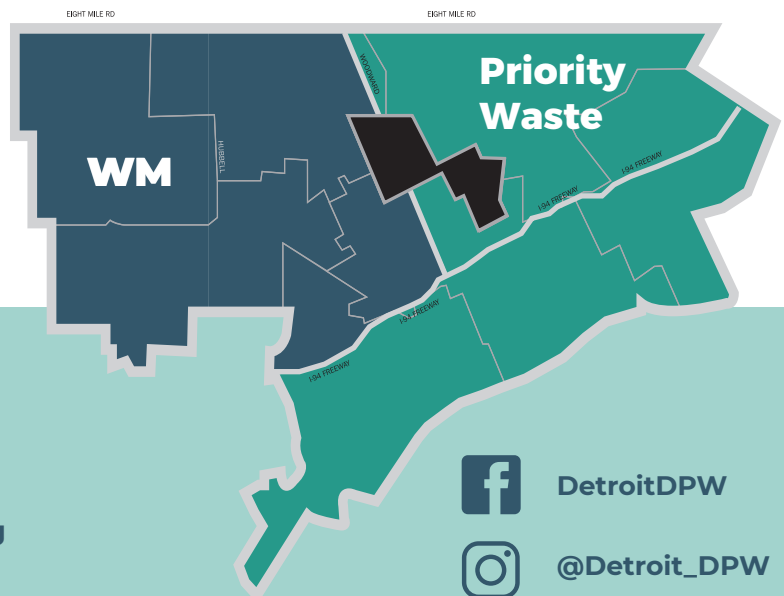 EIGHT MILE RD
EIGHT MILE RD
WOODWARD
Priority
Waste
WM
HUBBELL
I-94 FREEWAY
I-94 FREEWAY
I-94 FREEWAY
I-94 FREEWAY
DetroitDPW
@Detroit_DPW